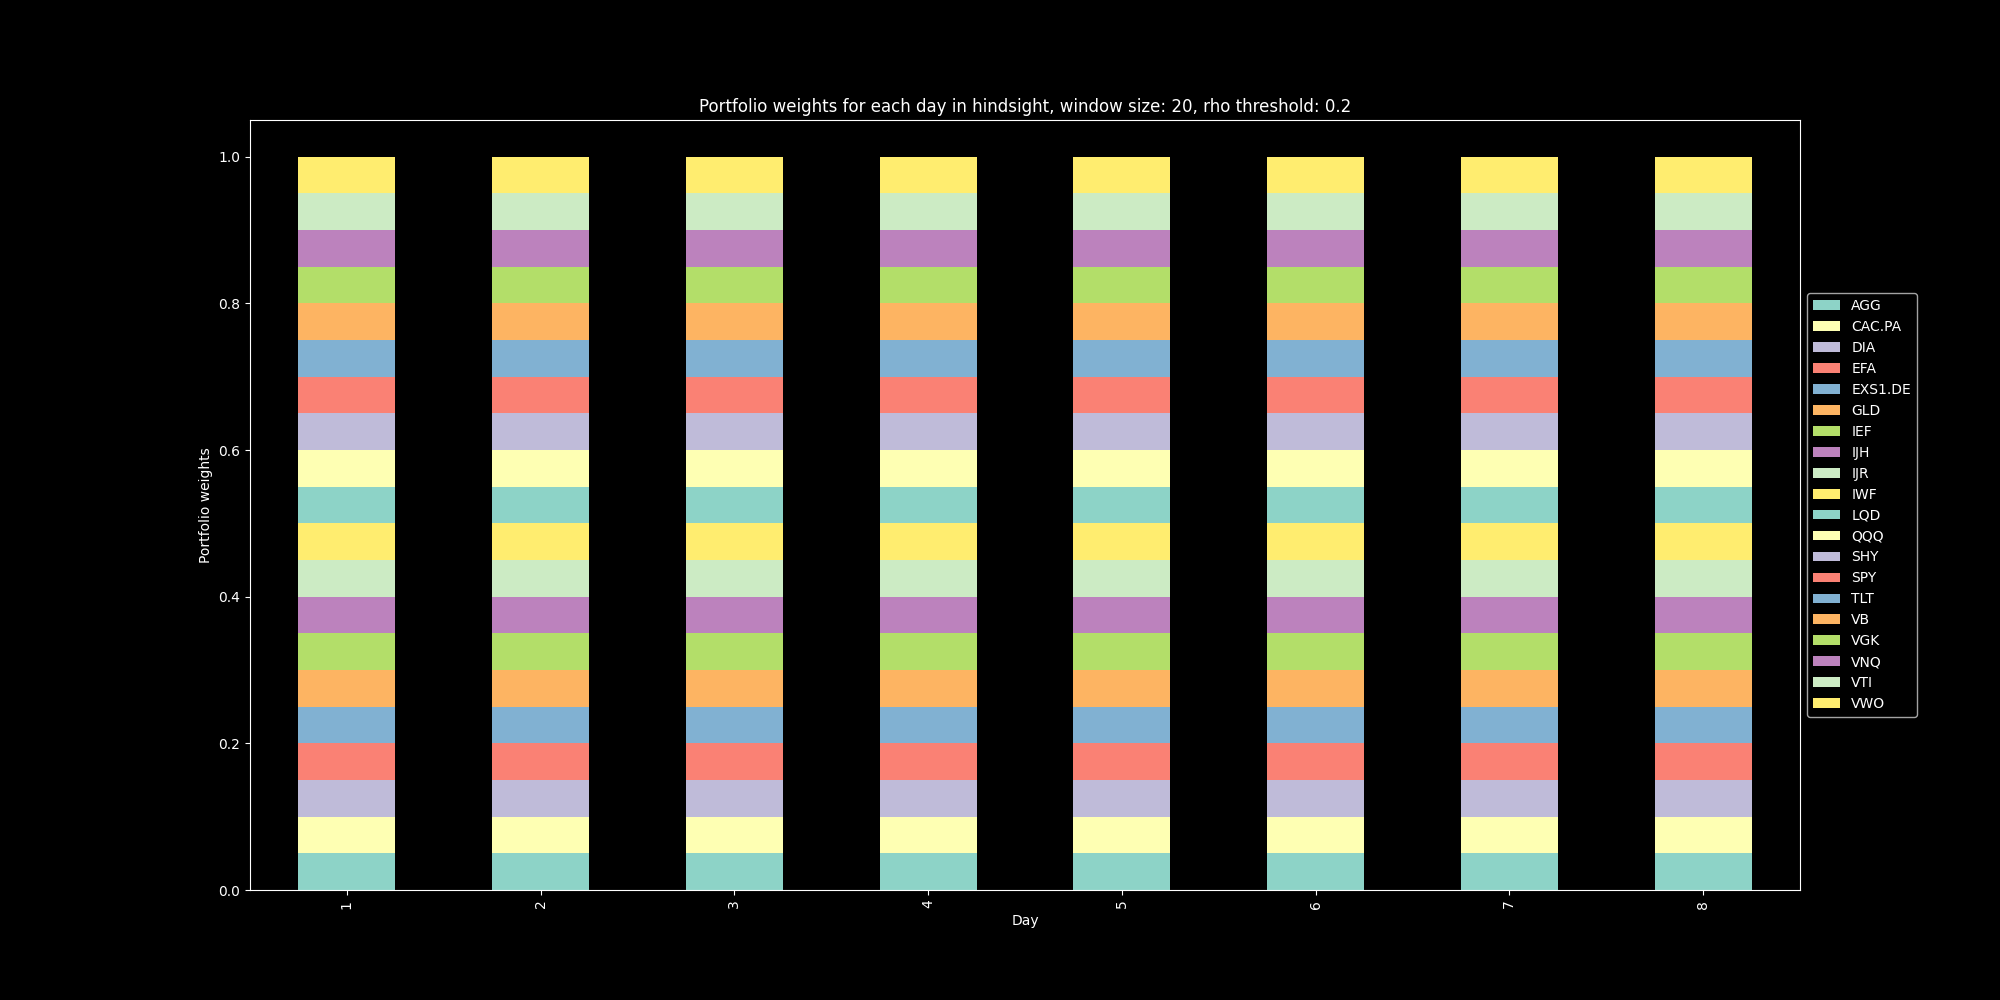 Portfolio weights for each day in hindsight, window size: 20, rho threshold: 0.2
1.0
0.8
0.6
0.4
0.2
0.0
Portfolio weights
1
2
3
4
5
6
7
8
Day
AGG
CAC.PA
DIA
EFA
EXS1.DE
GLD
IEF
IJH
IJR
IWF
LQD
QQQ
SHY
SPY
TLT
VB
VGK
VNQ
VTI
VWO